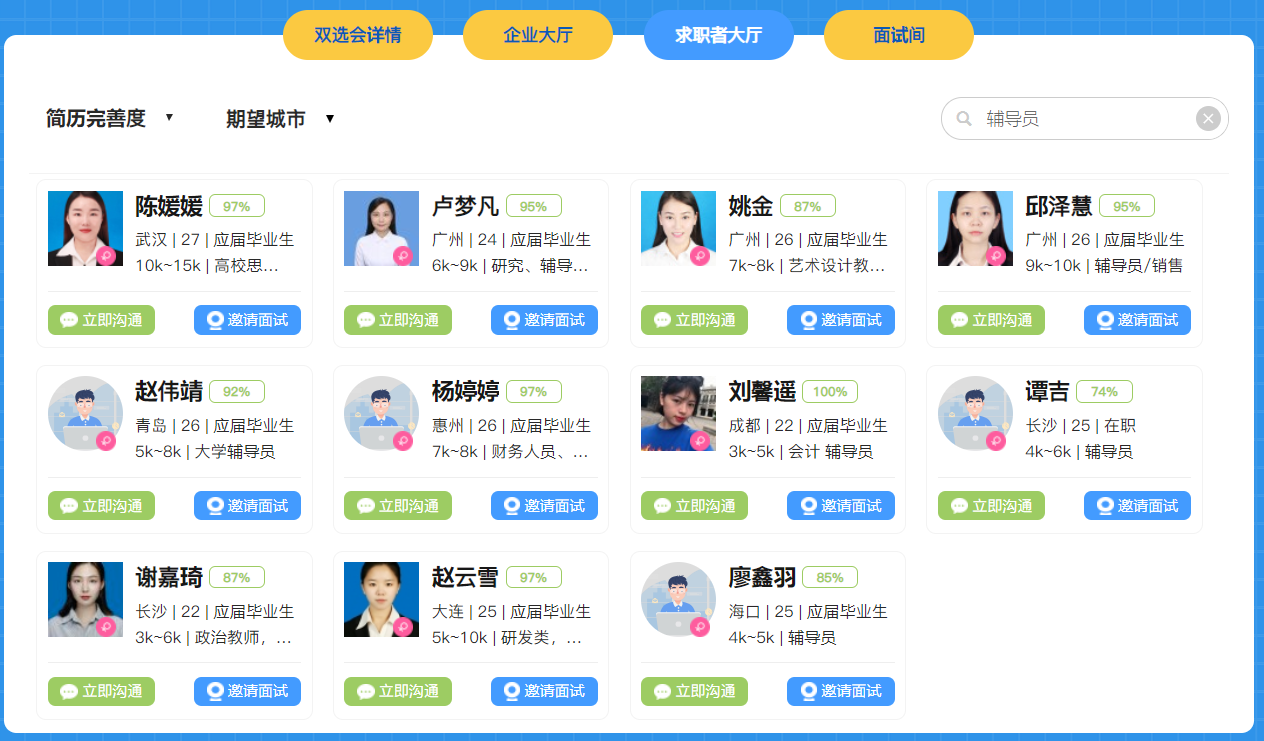 双选会详情
企业大厅
求职者大厅
面试间
简历完善度 ▼
期望城市 ▼
辅导员
陈媛媛 97%
武汉 | 27 | 应届毕业生
10k~15k | 高校思...
立即沟通
邀请面试
卢梦凡 95%
广州 | 24 | 应届毕业生
6k~9k | 研究、辅导...
立即沟通
邀请面试
姚金 87%
广州 | 26 | 应届毕业生
7k~8k | 艺术设计教...
立即沟通
邀请面试
邱泽慧 95%
广州 | 26 | 应届毕业生
9k~10k | 辅导员/销售
立即沟通
邀请面试
赵伟靖 92%
青岛 | 26 | 应届毕业生
5k~8k | 大学辅导员
立即沟通
邀请面试
杨婷婷 97%
惠州 | 26 | 应届毕业生
7k~8k | 财务人员、...
立即沟通
邀请面试
刘馨遥 100%
成都 | 22 | 应届毕业生
3k~5k | 会计 辅导员
立即沟通
邀请面试
谭吉 74%
长沙 | 25 | 在职
4k~6k | 辅导员
立即沟通
邀请面试
谢嘉琦 87%
长沙 | 22 | 应届毕业生
3k~6k | 政治教师，...
立即沟通
邀请面试
赵云雪 97%
大连 | 25 | 应届毕业生
5k~10k | 研发类，...
立即沟通
邀请面试
廖鑫羽 85%
海口 | 25 | 应届毕业生
4k~5k | 辅导员
立即沟通
邀请面试